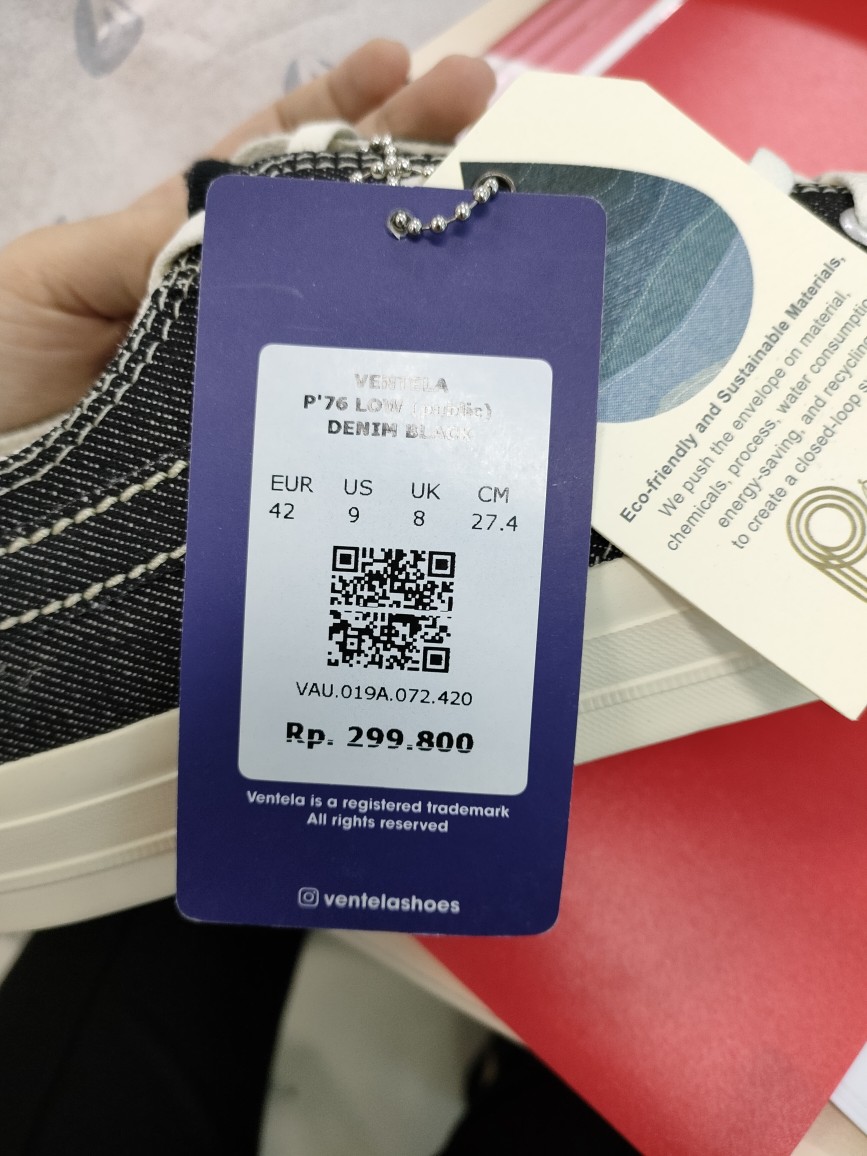 VENTELA
P'76 LOW (public)
DENIM BLACK
EUR US UK CM
42 9 8 27.4
VAU.019A.072.420
Rp. 299.800
Ventela is a registered trademark
All rights reserved
ventelashoes
Eco-friendly and Sustainable Materials,
We push the envelope on material,
chemicals, process, water
energy-saving, and recycling
to create a closed-loop